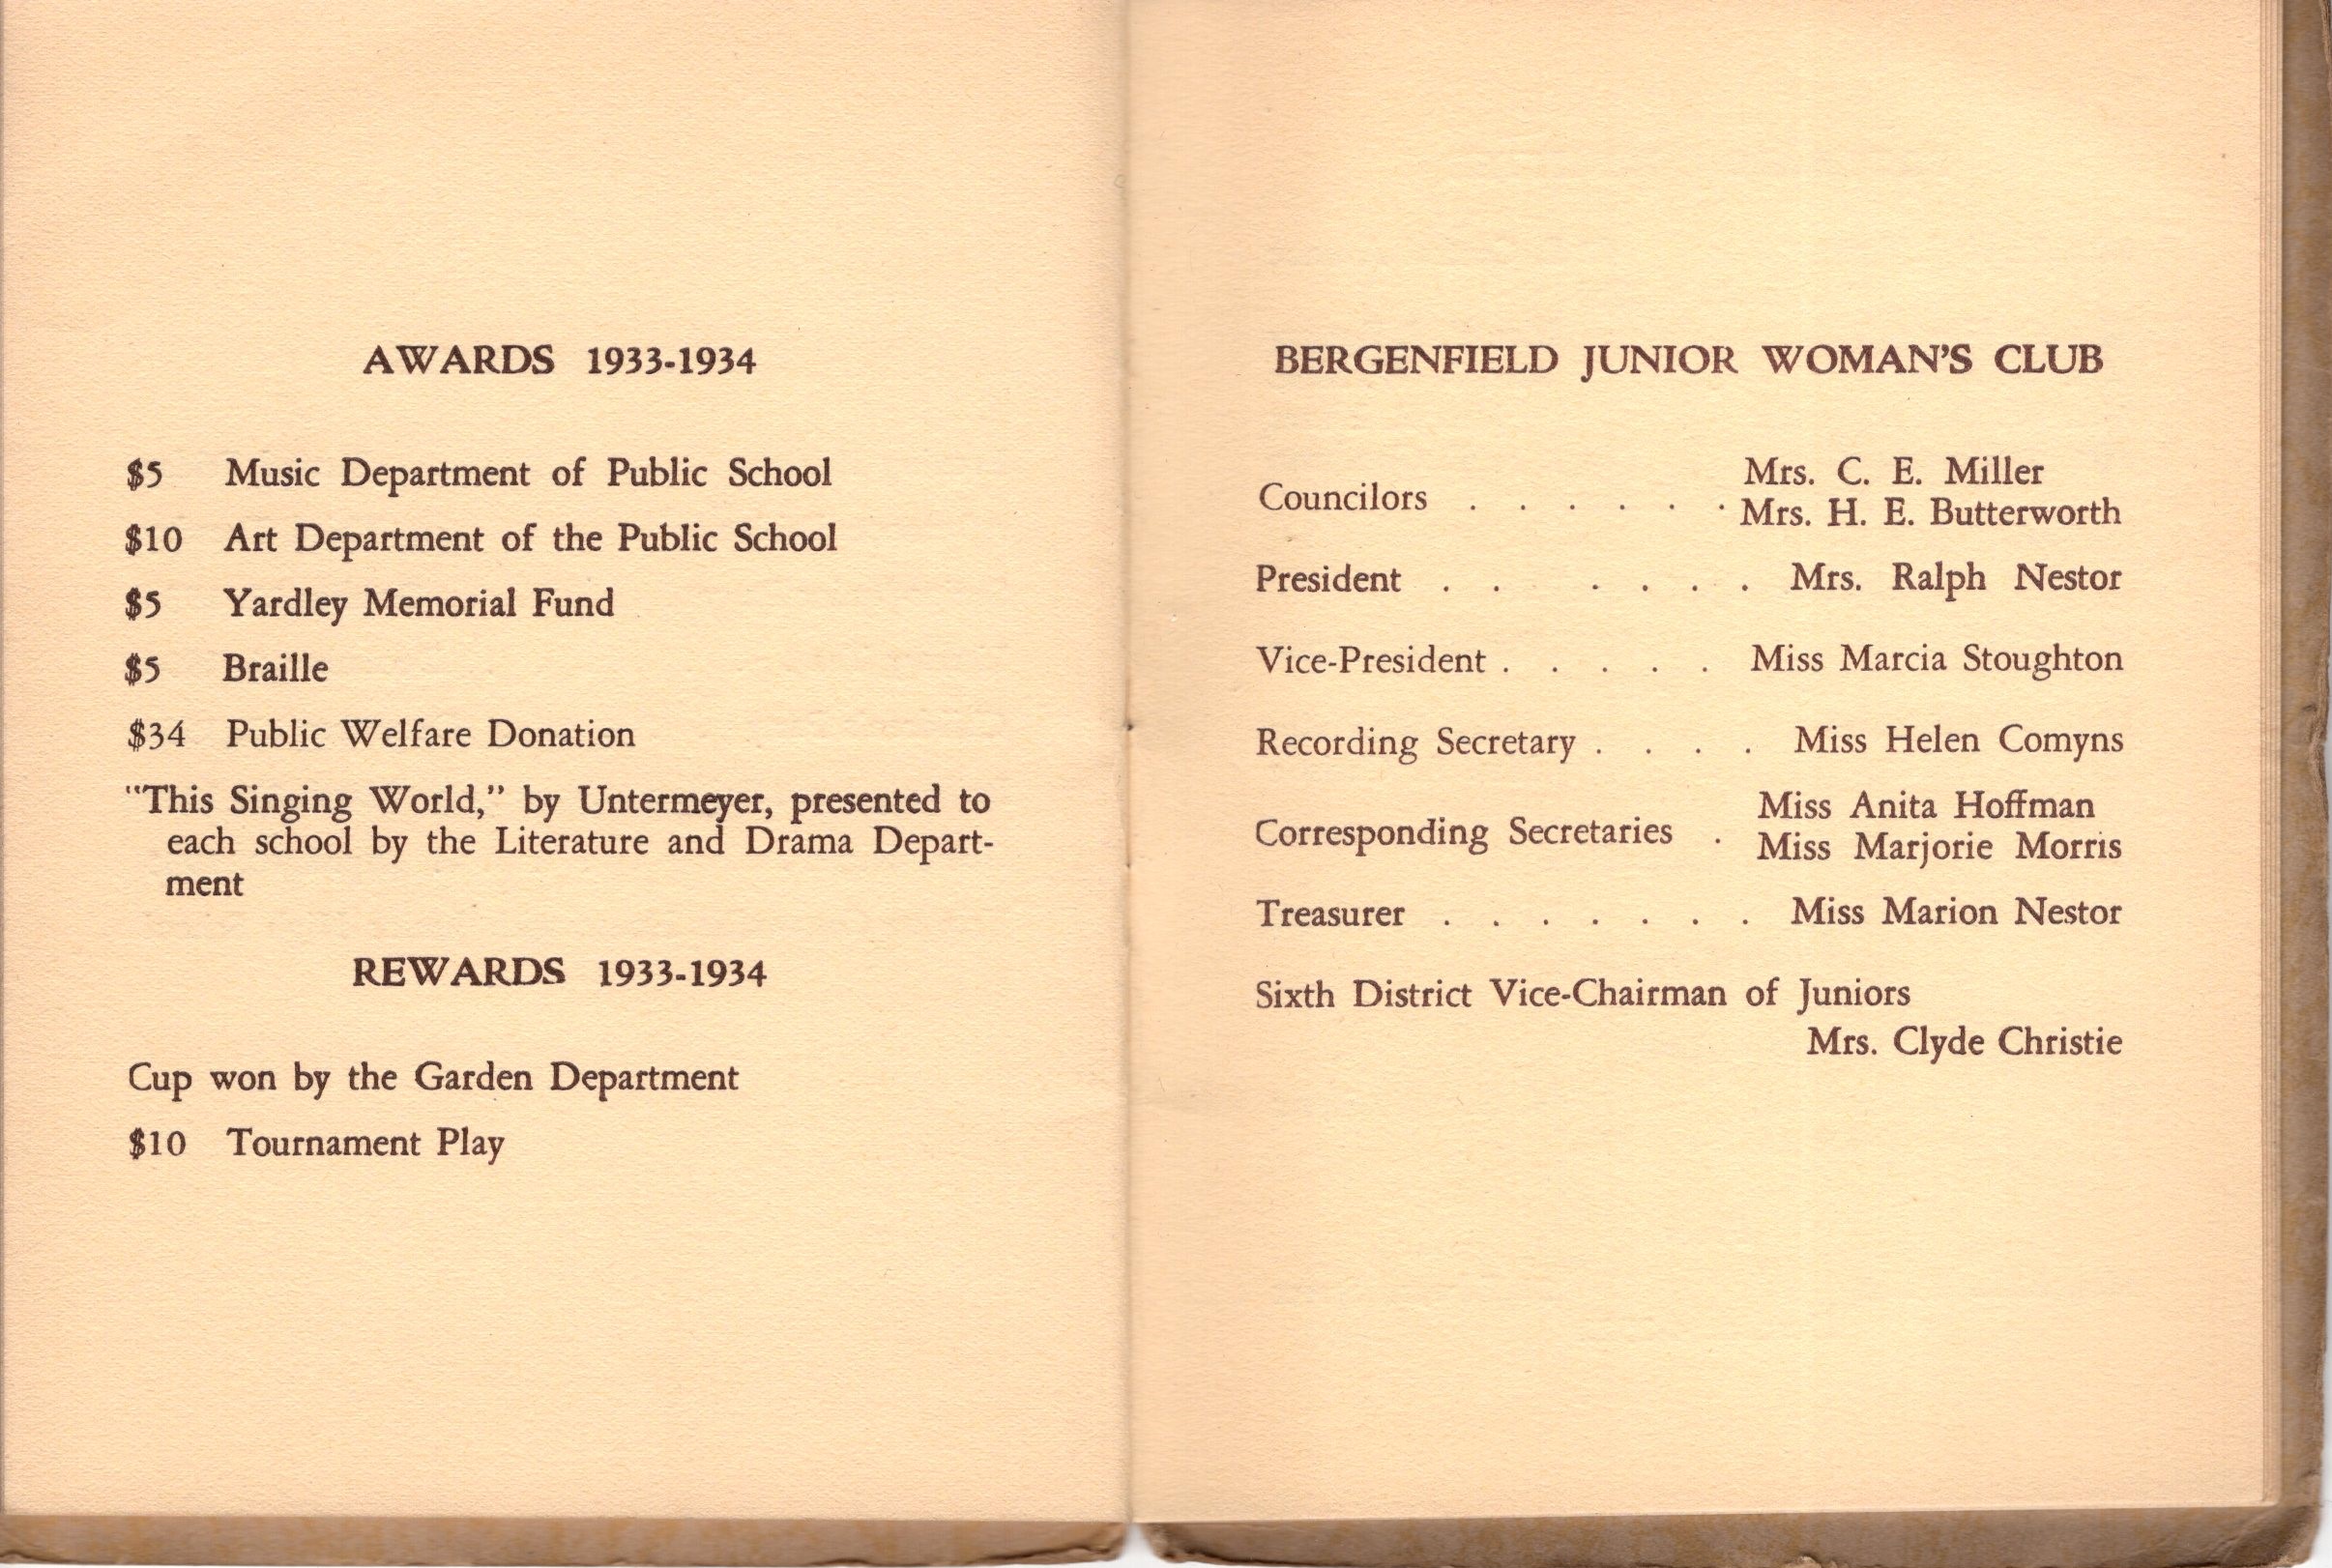 AWARDS 1933-1934
$5 Music Department of Public School
$10 Art Department of the Public School
$5 Yardley Memorial Fund
$5 Braille
$34 Public Welfare Donation
"This Singing World," by Untermeyer, presented to
each school by the Literature and Drama Depart-
ment
REWARDS 1933-1934
Cup won by the Garden Department
$10 Tournament Play
BERGENFIELD JUNIOR WOMAN'S CLUB
Mrs. C. E. Miller
Councilors . . . . . .
Mrs. H. E. Butterworth
President . . . . . . Mrs. Ralph Nestor
Vice-President . . . . . Miss Marcia Stoughton
Recording Secretary . . . . Miss Helen Comyns
Miss Anita Hoffman
Corresponding Secretaries .
Miss Marjorie Morris
Treasurer . . . . . . . Miss Marion Nestor
Sixth District Vice-Chairman of Juniors
Mrs. Clyde Christie